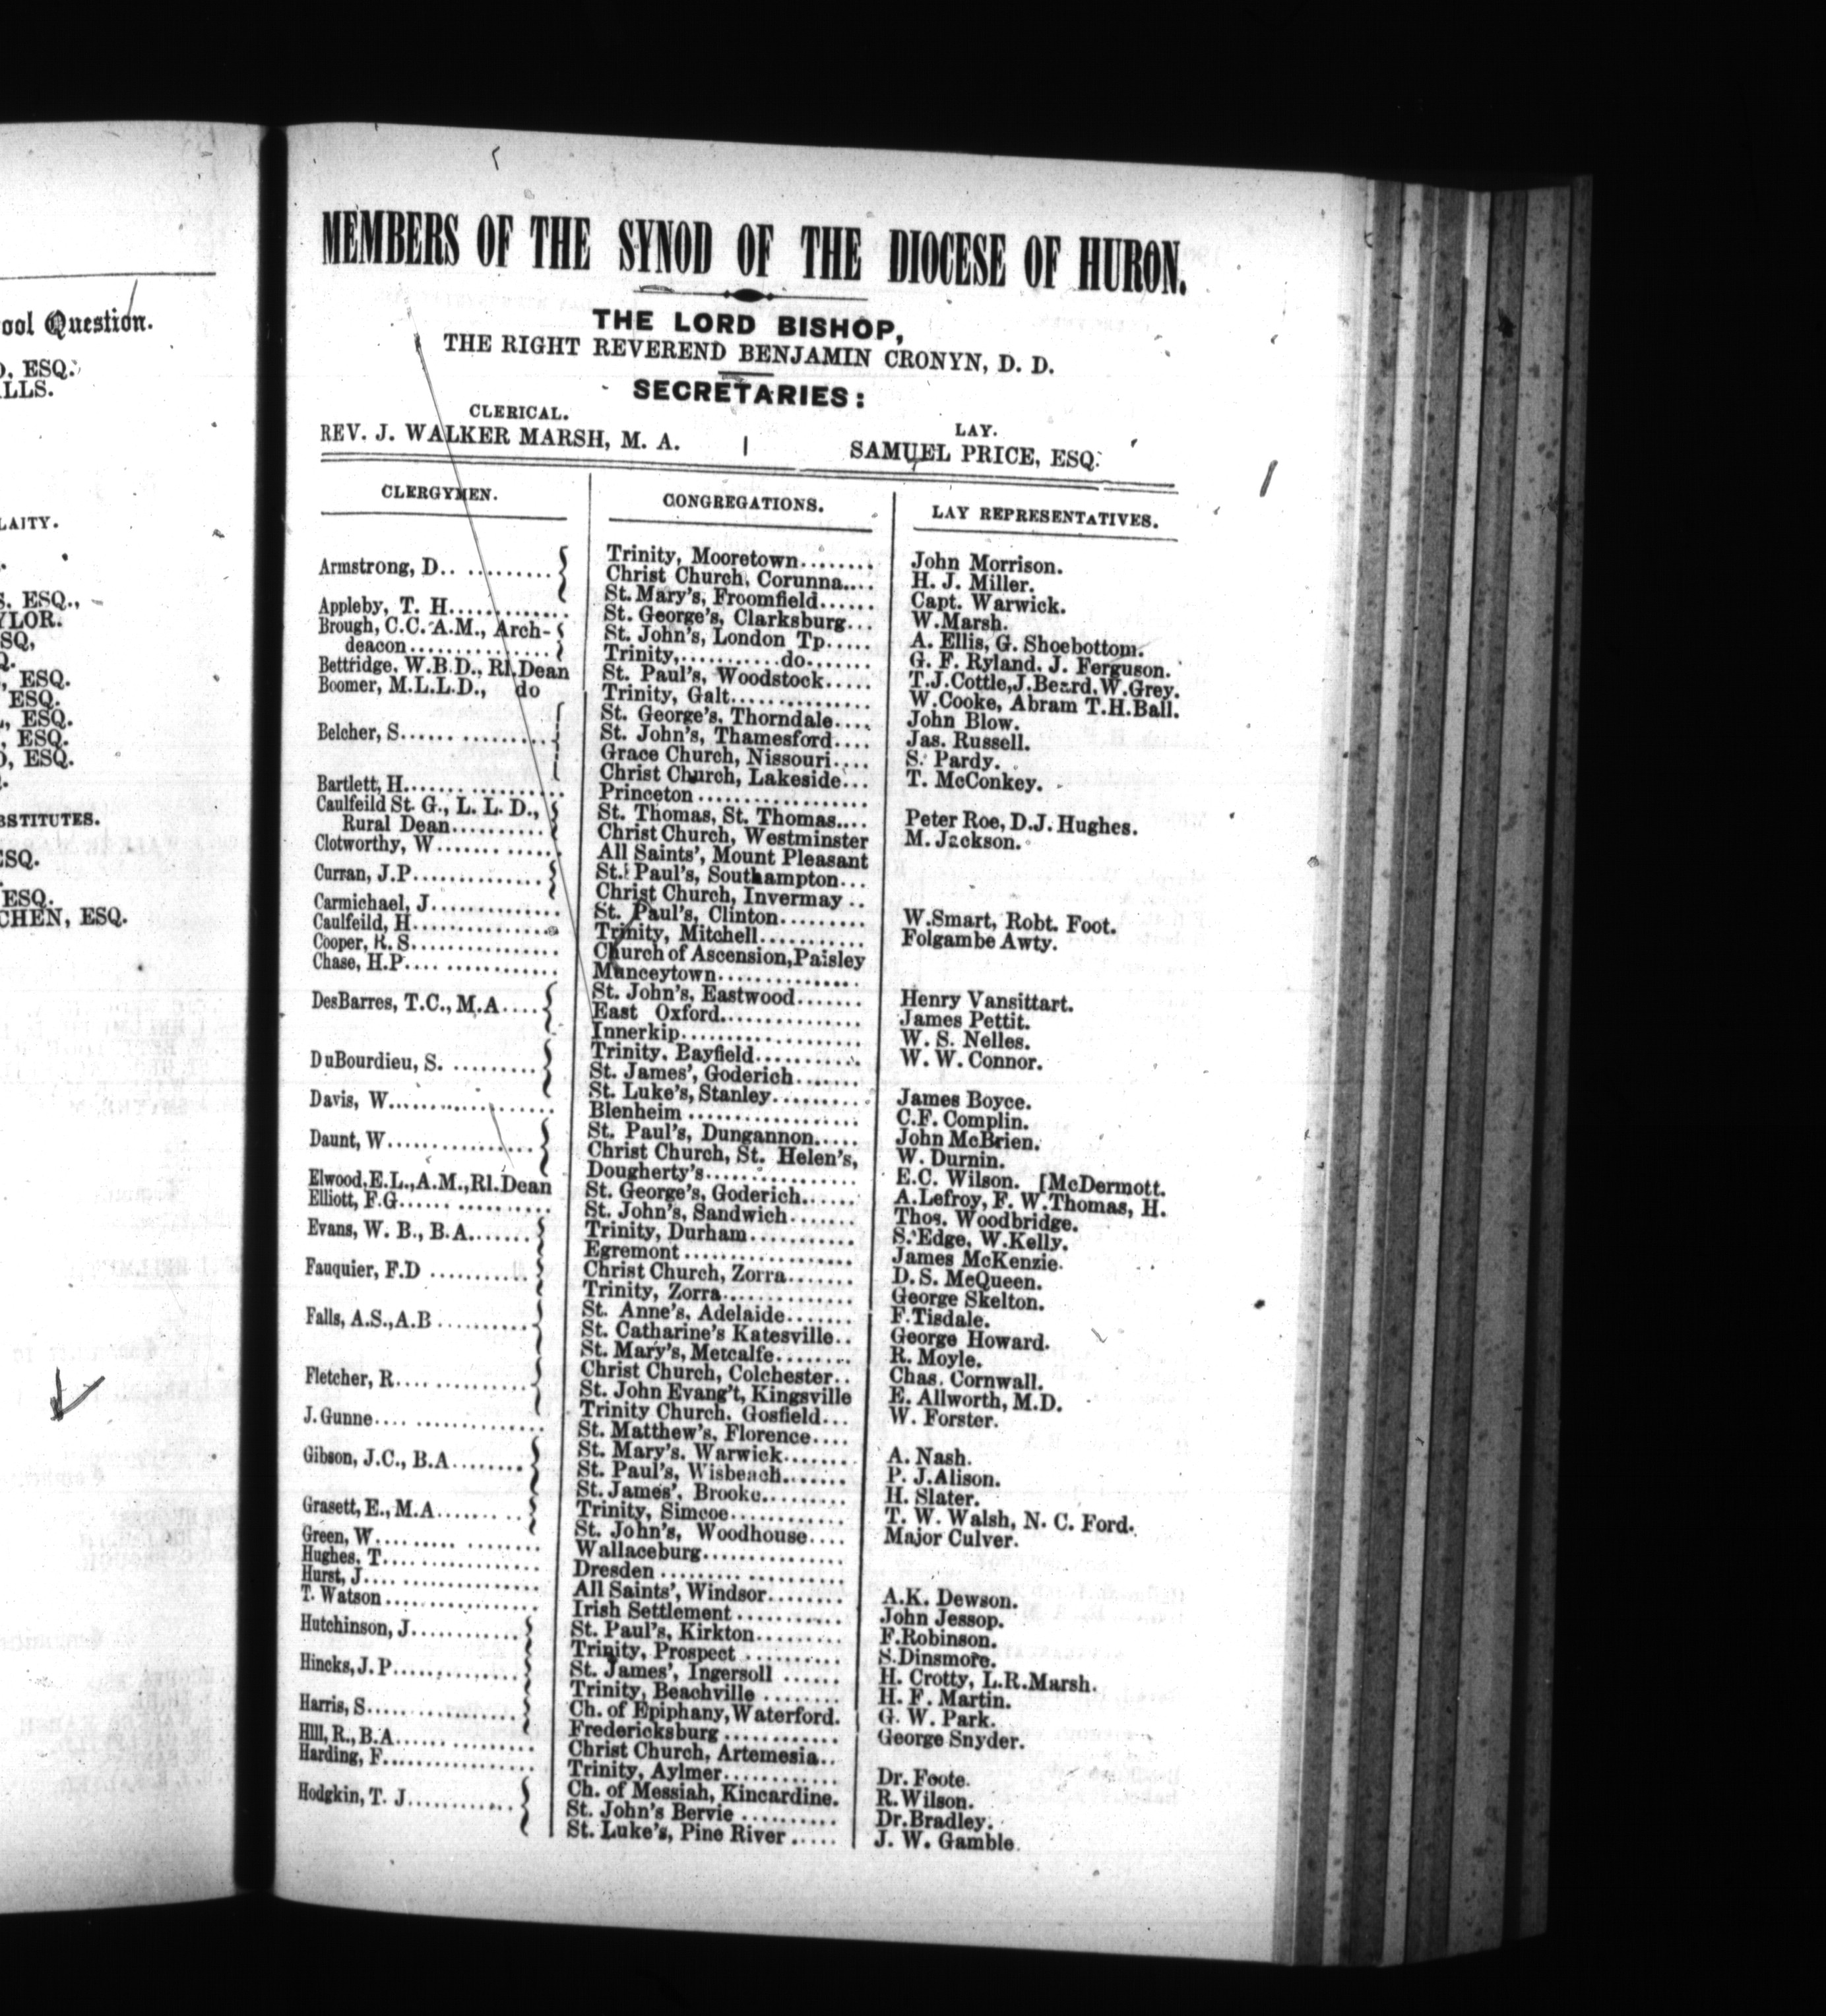 ool Question.
D, ESQ.
LLS.
LAITY.
S. ESQ.,
YLOR.
SQ,
Q.
, ESQ.
ESQ.
, ESQ.
, ESQ.
D, ESQ.
BSTITUTES.
ESQ.
ESQ.
CHEN, ESQ.
MEMBERS OF THE SYNOD OF THE DIOCESE OF HURON.
THE LORD BISHOP,
THE RIGHT REVEREND BENJAMIN CRONYN, D. D.
SECRETARIES:
CLERICAL.
REV. J. WALKER MARSH, M. A.
LAY.
SAMUEL PRICE, ESQ.
CLERGYMEN.
Armstrong, D.............
Appleby, T. H.............
Brough, C.C. A.M., Arch-
deacon................
Bettridge, W.B.D., Rl.Dean
Boomer, M.L.L.D., do
Belcher, S.................
Bartlett, H.................
Caulfeild St. G., L. L. D.,
Rural Dean..........
Clotworthy, W.............
Curran, J.P..............
Carmichael, J..............
Caulfeild, H................
Cooper, R. S...............
Chase, H.P................
DesBarres, T.C., M.A....
DuBourdieu, S. .........
Davis, W..................
Daunt, W................
Elwood,E.L.,A.M.,Rl.Dean
Elliott, F.G................
Evans, W. B., B.A.......
Fauquier, F.D ...........
Falls, A.S.,A.B ..........
Fletcher, R...............
J. Gunne..................
Gibson, J.C., B.A........
Grasett, E., M.A.........
Green, W..................
Hughes, T.................
Hurst, J...................
T. Watson .................
Hutchinson, J............
Hincks, J. P..............
Harris, S.................
Hill, R., B.A...............
Harding, F.................
Hodgkin, T. J............
CONGREGATIONS.
Trinity, Mooretown........
Christ Church, Corunna....
St. Mary's, Froomfield......
St. George's, Clarksburg...
St. John's, London Tp.....
Trinity,............do.......
St. Paul's, Woodstock.....
Trinity, Galt...............
St. George's, Thorndale....
St. John's, Thamesford....
Grace Church, Nissouri....
Christ Church, Lakeside...
Princeton ..................
St. Thomas, St. Thomas....
Christ Church, Westminster
All Saints', Mount Pleasant
St. Paul's, Southampton...
Christ Church, Invermay ..
St. Paul's, Clinton.........
Trinity, Mitchell...........
Church of Ascension,Paisley
Munceytown...............
St. John's, Eastwood.......
East Oxford...............
Innerkip...................
Trinity, Bayfield...........
St. James', Goderich.......
St. Luke's, Stanley.........
Blenheim .................
St. Paul's, Dungannon.....
Christ Church, St. Helen's,
Dougherty's................
St. George's, Goderich......
St. John's, Sandwich.......
Trinity, Durham...........
Egremont ..................
Christ Church, Zorra.......
Trinity, Zorra..............
St. Anne's, Adelaide.......
St. Catharine's Katesville..
St. Mary's, Metcalfe........
Christ Church, Colchester..
St. John Evang't, Kingsville
Trinity Church, Gosfield...
St. Matthew's, Florence....
St. Mary's, Warwick........
St. Paul's, Wisbeach.......
St. James', Brooke.........
Trinity, Simcoe............
St. John's, Woodhouse....
Wallaceburg...............
Dresden ...................
All Saints', Windsor........
Irish Settlement ...........
St. Paul's, Kirkton.........
Trinity, Prospect ..........
St. James', Ingersoll ......
Trinity, Beachville ........
Ch. of Epiphany, Waterford.
Fredericksburg ............
Christ Church, Artemesia..
Trinity, Aylmer............
Ch. of Messiah, Kincardine.
St. John's Bervie ..........
St. Luke's, Pine River .....
LAY REPRESENTATIVES.
John Morrison.
H. J. Miller.
Capt. Warwick.
W.Marsh.
A. Ellis, G. Shoebottom.
G. F. Ryland, J. Ferguson.
T.J.Cottle,J.Beard,W.Grey.
W.Cooke, Abram T.H.Ball.
John Blow.
Jas. Russell.
S. Pardy.
T. McConkey.
Peter Roe, D.J. Hughes.
M. Jackson.
W.Smart, Robt. Foot.
Folgambe Awty.
Henry Vansittart.
James Pettit.
W. S. Nelles.
W. W. Connor.
James Boyce.
C.F. Complin.
John McBrien.
W. Durnin.
E.C. Wilson. [McDermott.
A.Lefroy, F. W.Thomas, H.
Thos. Woodbridge.
S. Edge, W.Kelly.
James McKenzie.
D. S. McQueen.
George Skelton.
F.Tisdale.
George Howard.
R. Moyle.
Chas. Cornwall.
E. Allworth, M.D.
W. Forster.
A. Nash.
P. J.Alison.
H. Slater.
T. W. Walsh, N. C. Ford.
Major Culver.
A.K. Dewson.
John Jessop.
F.Robinson.
S.Dinsmore.
H. Crotty, L.R.Marsh.
H. F. Martin.
G. W. Park.
George Snyder.
Dr. Foote.
R. Wilson.
Dr.Bradley.
J. W. Gamble.